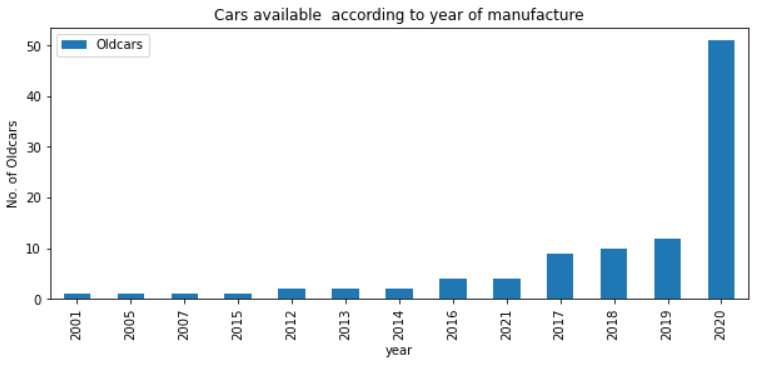 Cars available  according to year of manufacture
Oldcars
No. of Oldcars
50
40
30
20
10
0
2001 2005 2007 2015 2012 2013 2014 2016 2021 2017 2018 2019 2020
year